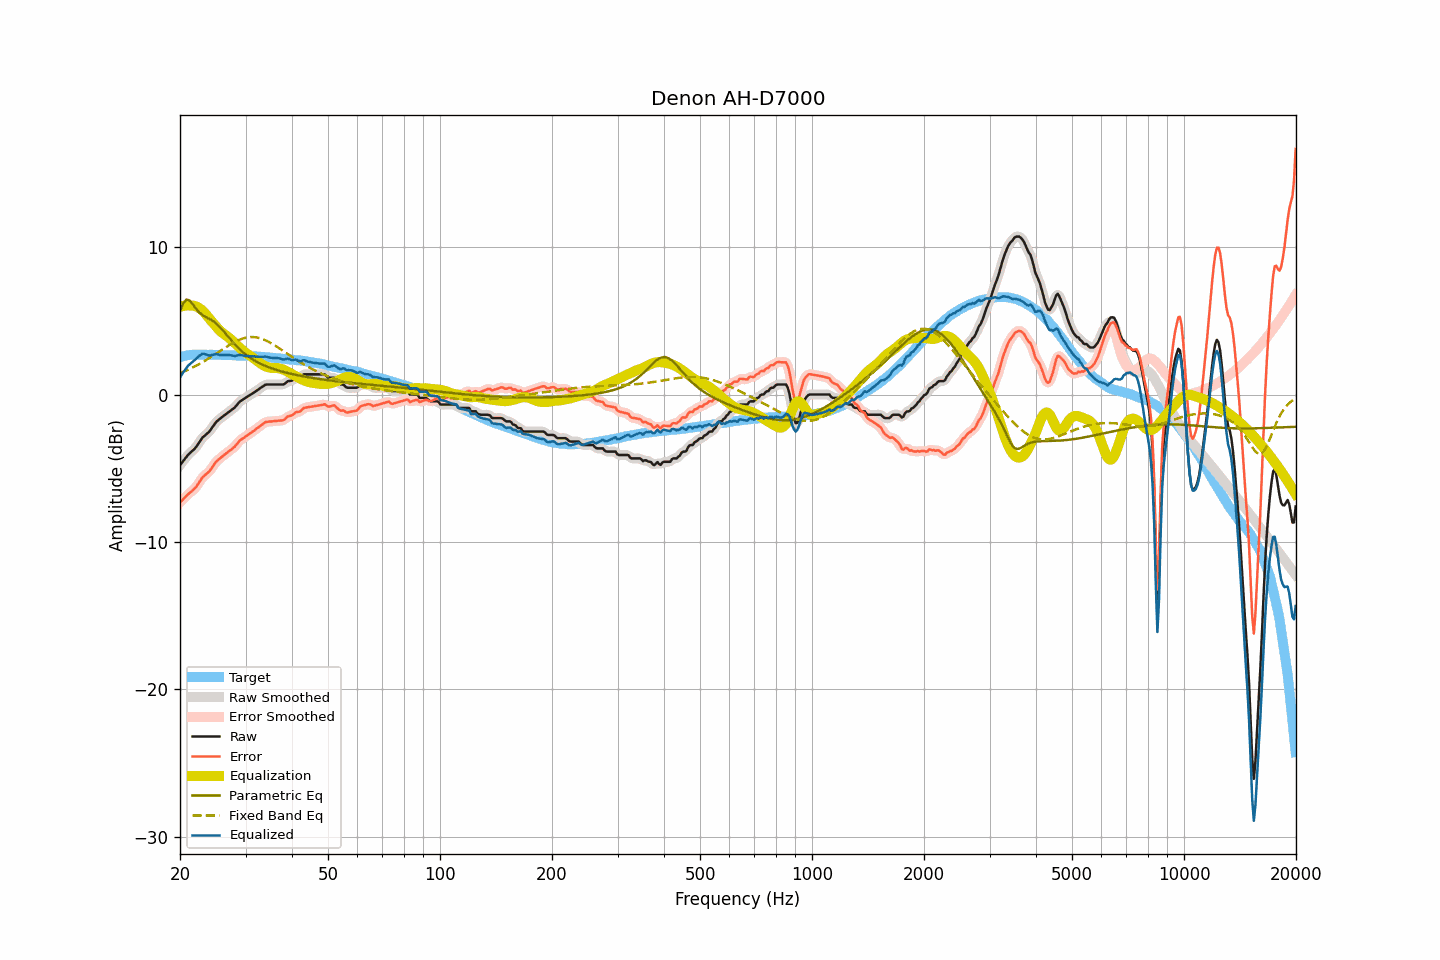 Denon AH-D7000
Amplitude (dBr)
10
0
−10
−20
−30
Target
Raw Smoothed
Error Smoothed
Raw
Error
Equalization
Parametric Eq
Fixed Band Eq
Equalized
20 50 100 200 500 1000 2000 5000 10000 20000
Frequency (Hz)